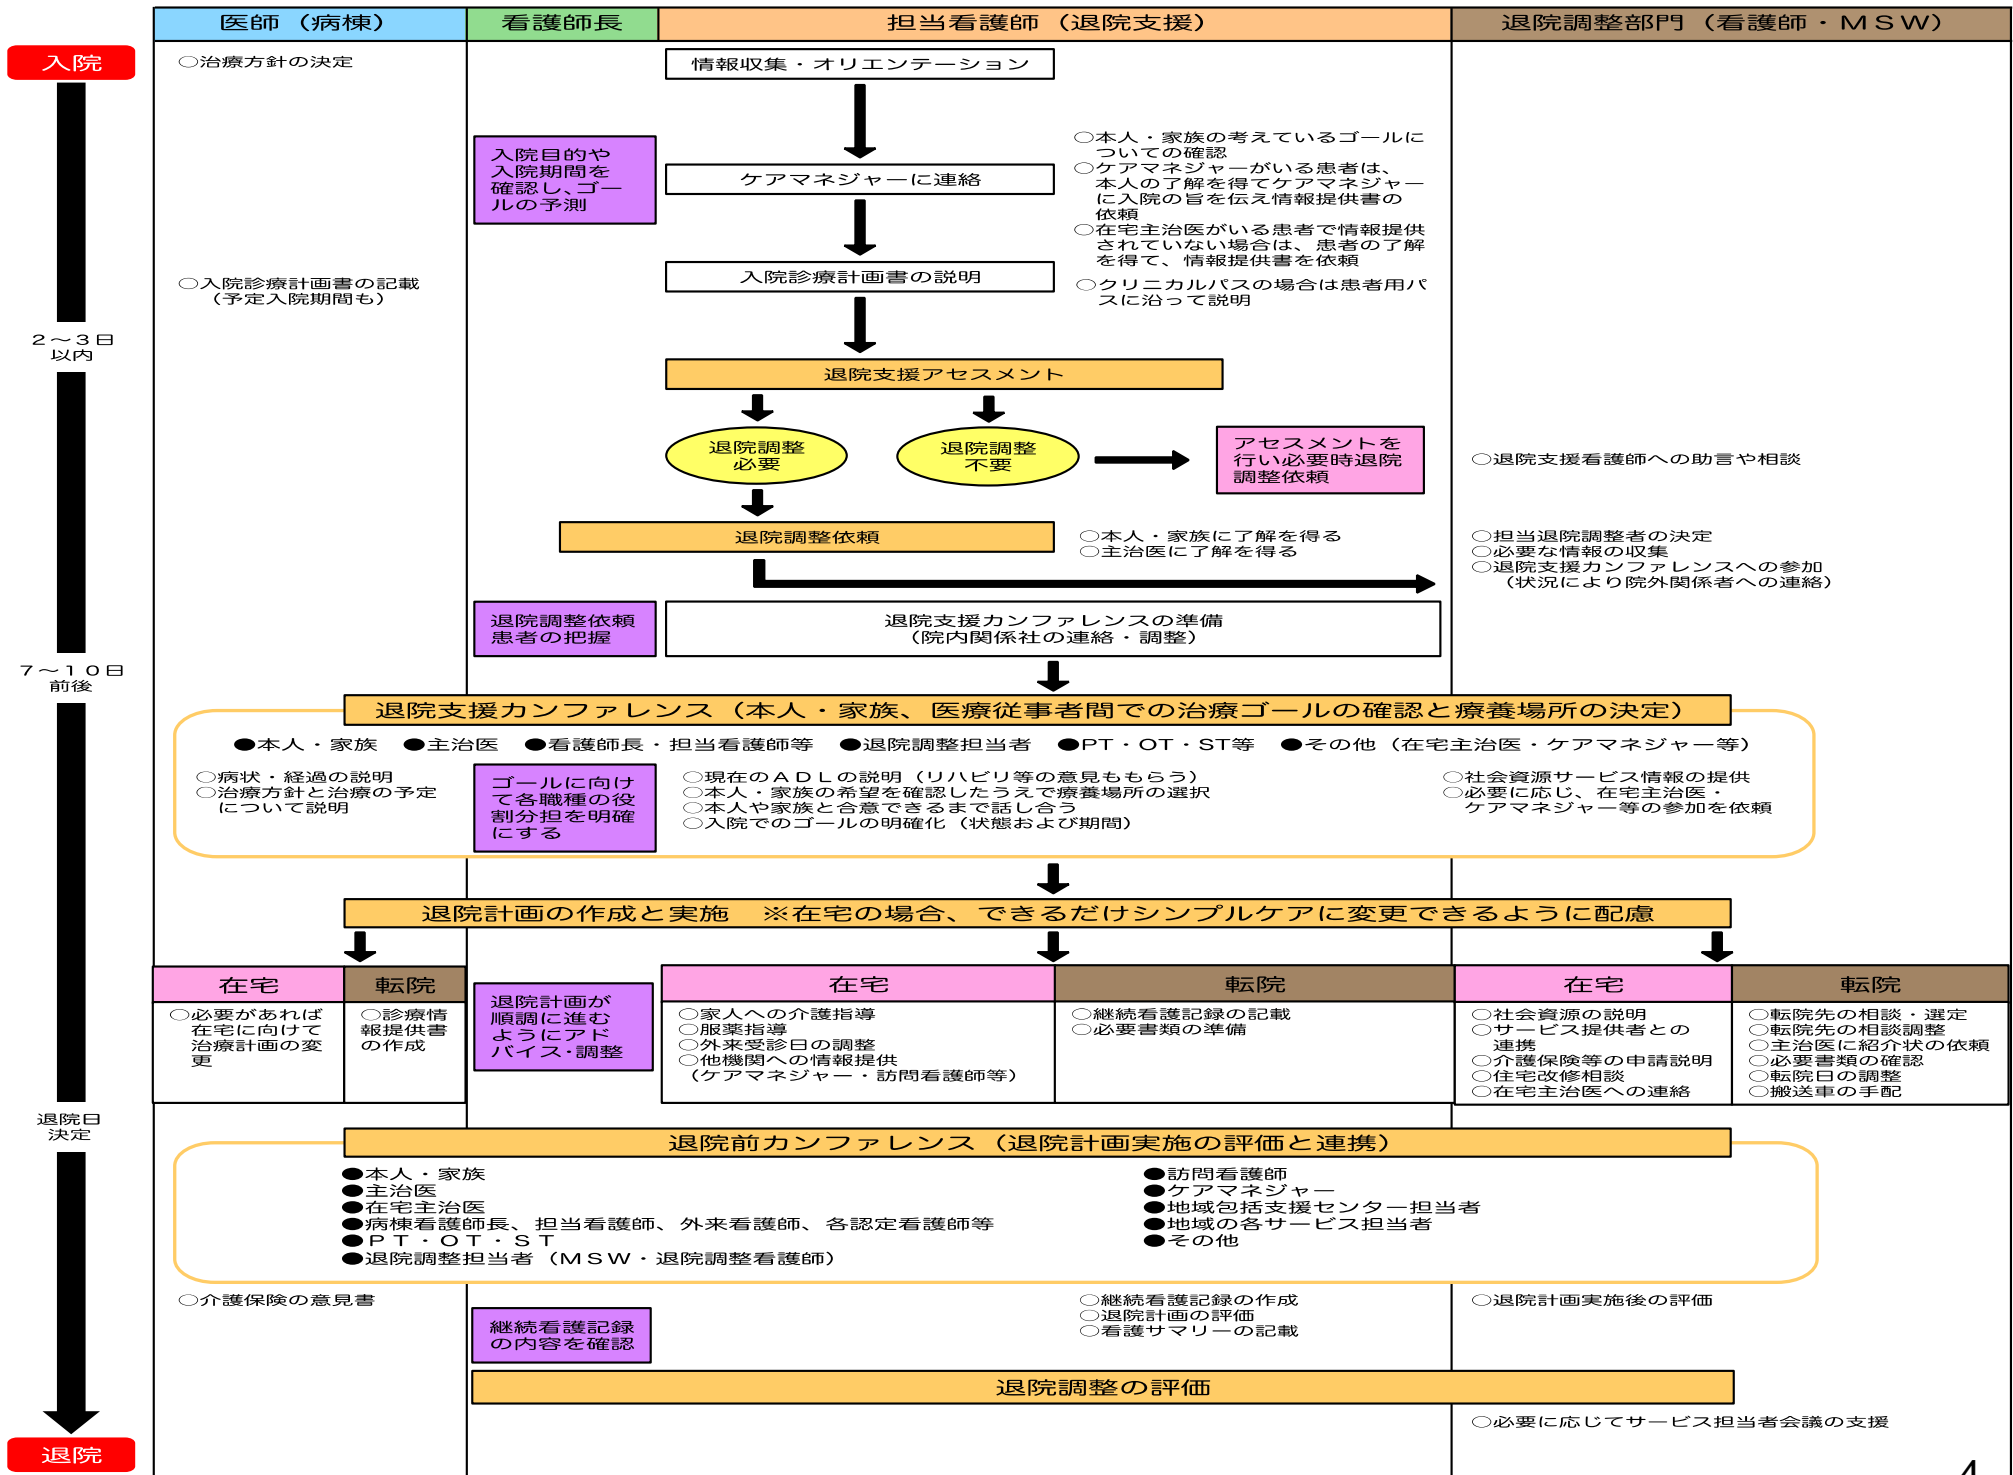 医師（病棟）
看護師長
担当看護師（退院支援）
退院調整部門（看護師・ＭＳＷ）
入院
○治療方針の決定
情報収集・オリエンテーション
入院目的や
入院期間を
確認し、ゴー
ルの予測
ケアマネジャーに連絡
○本人・家族の考えているゴールに
ついての確認
○ケアマネジャーがいる患者は、
本人の了解を得てケアマネジャー
に入院の旨を伝え情報提供書の
依頼
○在宅主治医がいる患者で情報提供
されていない場合は、患者の了解
を得て、情報提供書を依頼
○入院診療計画書の記載
（予定入院期間も）
入院診療計画書の説明
○クリニカルパスの場合は患者用パ
スに沿って説明
２～３日
以内
退院支援アセスメント
退院調整
必要
退院調整
不要
アセスメントを
行い必要時退院
調整依頼
○退院支援看護師への助言や相談
退院調整依頼
○本人・家族に了解を得る
○主治医に了解を得る
○担当退院調整者の決定
○必要な情報の収集
○退院支援カンファレンスへの参加
（状況により院外関係者への連絡）
退院調整依頼
患者の把握
退院支援カンファレンスの準備
（院内関係社の連絡・調整）
７～１０日
前後
退院支援カンファレンス（本人・家族、医療従事者間での治療ゴールの確認と療養場所の決定）
●本人・家族　●主治医　●看護師長・担当看護師等　●退院調整担当者　●PT・OT・ST等　●その他（在宅主治医・ケアマネジャー等）
○病状・経過の説明
○治療方針と治療の予定
について説明
ゴールに向け
て各職種の役
割分担を明確
にする
○現在のＡＤＬの説明（リハビリ等の意見ももらう）
○本人・家族の希望を確認したうえで療養場所の選択
○本人や家族と合意できるまで話し合う
○入院でのゴールの明確化（状態および期間）
○社会資源サービス情報の提供
○必要に応じ、在宅主治医・
ケアマネジャー等の参加を依頼
退院計画の作成と実施　※在宅の場合、できるだけシンプルケアに変更できるように配慮
在宅
転院
○必要があれば
在宅に向けて
治療計画の変
更
○診療情
報提供書
の作成
退院計画が
順調に進む
ようにアド
バイス・調整
在宅
転院
○家人への介護指導
○服薬指導
○外来受診日の調整
○他機関への情報提供
（ケアマネジャー・訪問看護師等）
○継続看護記録の記載
○必要書類の準備
在宅
転院
○社会資源の説明
○サービス提供者との
連携
○介護保険等の申請説明
○住宅改修相談
○在宅主治医への連絡
○転院先の相談・選定
○転院先の相談調整
○主治医に紹介状の依頼
○必要書類の確認
○転院日の調整
○搬送車の手配
退院日
決定
退院前カンファレンス（退院計画実施の評価と連携）
●本人・家族
●主治医
●在宅主治医
●病棟看護師長、担当看護師、外来看護師、各認定看護師等
●ＰＴ・ＯＴ・ＳＴ
●退院調整担当者（ＭＳＷ・退院調整看護師）
●訪問看護師
●ケアマネジャー
●地域包括支援センター担当者
●地域の各サービス担当者
●その他
○介護保険の意見書
継続看護記録
の内容を確認
○継続看護記録の作成
○退院計画の評価
○看護サマリーの記載
○退院計画実施後の評価
退院調整の評価
○必要に応じてサービス担当者会議の支援
退院
4